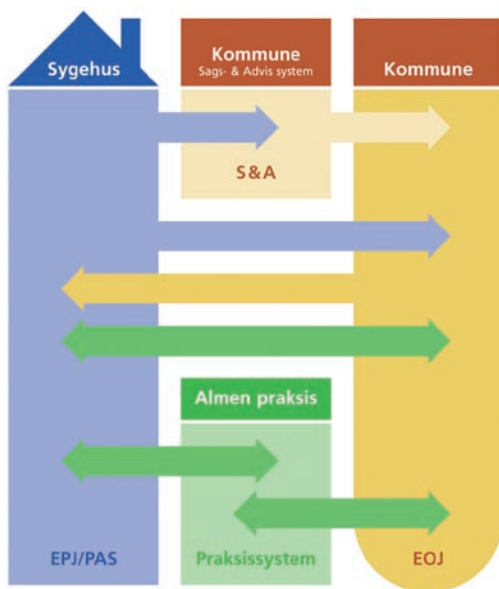 Sygehus
Kommune
Sags- & Advis system
Kommune
S&A
Almen praksis
EPJ/PAS
Praksissystem
EOJ